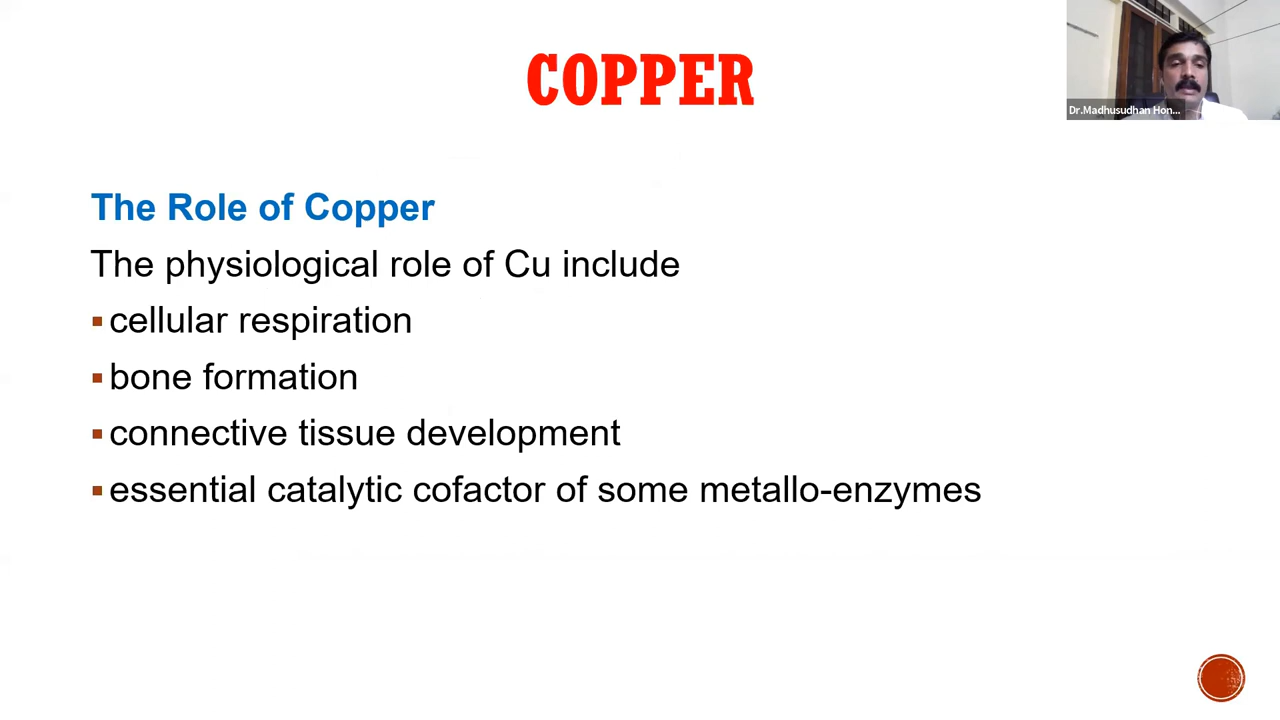 COPPER
Dr.Madhusudhan Hon...
The Role of Copper
The physiological role of Cu include
▪cellular respiration
▪bone formation
▪connective tissue development
▪essential catalytic cofactor of some metallo-enzymes